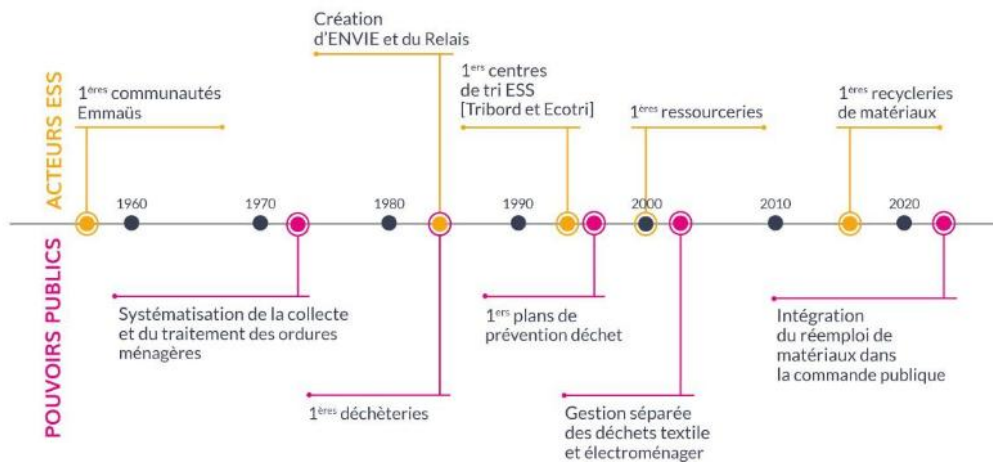 Création
d'ENVIE et du Relais
1ers centres
de tri ESS
[Tribord et Ecotri]
1ères communautés
Emmaüs
1ères ressourceries
1ères recycleries
de matériaux
ACTEURS ESS
1960
1970
1980
1990
2000
2010
2020
POUVOIRS PUBLICS
Systématisation de la collecte
et du traitement des ordures
ménagères
1ers plans de
prévention déchet
Intégration
du réemploi de
matériaux dans
la commande publique
1ères déchèteries
Gestion séparée
des déchets textile
et électroménager